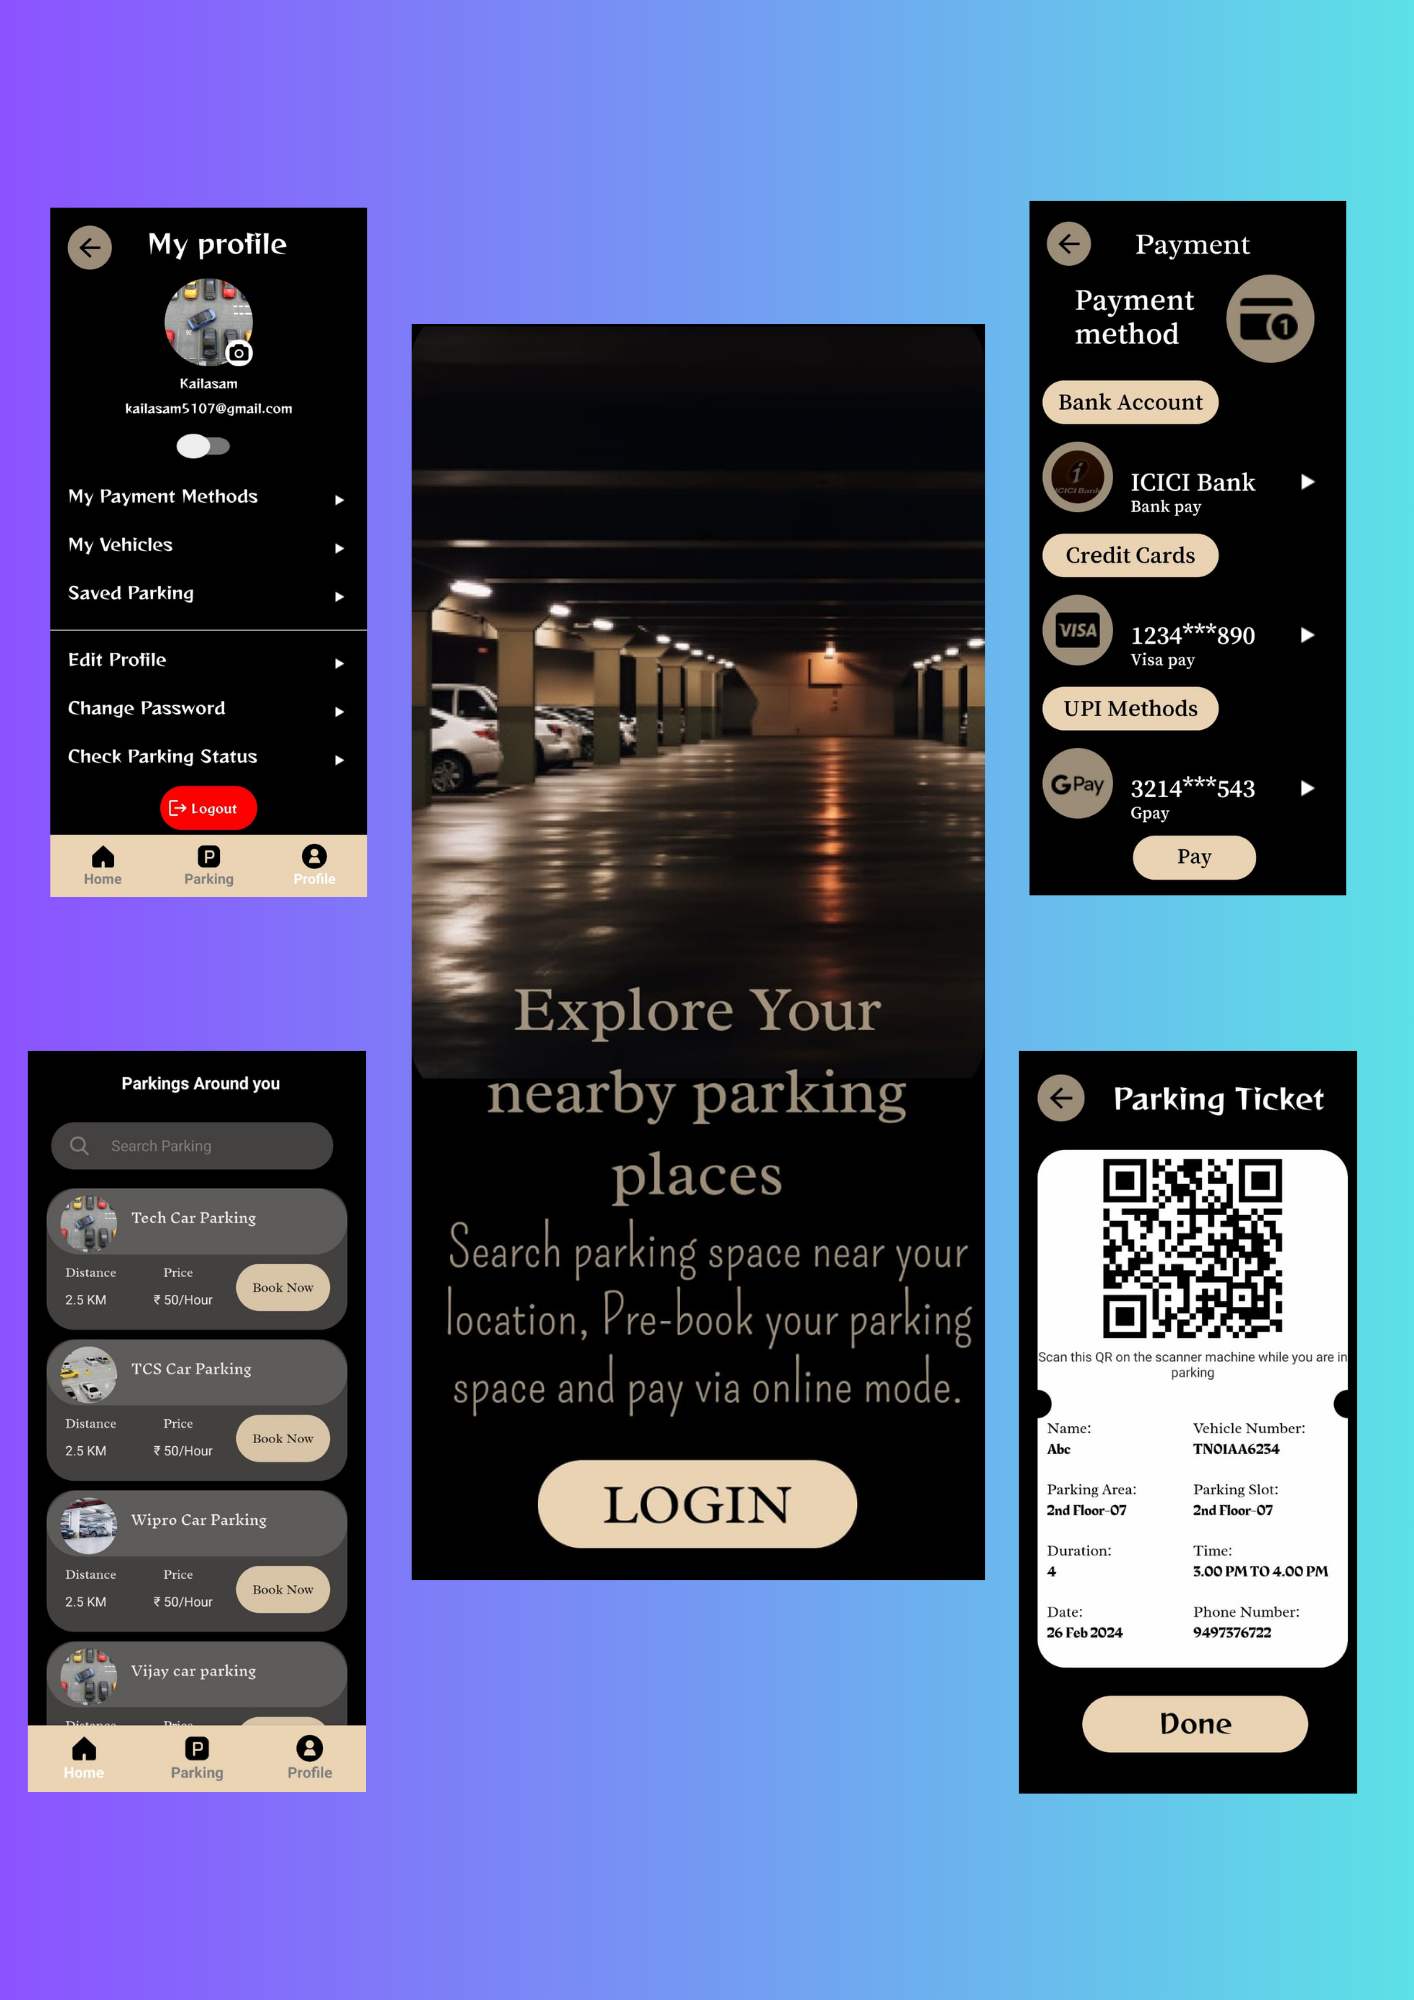 My profile
Kailasam
kailasam5107@gmail.com
My Payment Methods
My Vehicles
Saved Parking
Edit Profile
Change Password
Check Parking Status
Logout
Home Parking Profile
Parkings Around you
Search Parking
Tech Car Parking
Distance Price
2.5 KM ₹ 50/Hour
Book Now
TCS Car Parking
Distance Price
2.5 KM ₹ 50/Hour
Book Now
Wipro Car Parking
Distance Price
2.5 KM ₹ 50/Hour
Book Now
Vijay car parking
Distance Price
Home Parking Profile
Explore Your
nearby parking
places
Search parking space near your
location, Pre-book your parking
space and pay via online mode.
LOGIN
Payment
Payment
method
1
Bank Account
ICICI Bank
ICICI Bank
Bank pay
Credit Cards
VISA
1234***890
Visa pay
UPI Methods
G Pay
3214***543
Gpay
Pay
Parking Ticket
Scan this QR on the scanner machine while you are in
parking
Name: Vehicle Number:
Abc TN01AA6234
Parking Area: Parking Slot:
2nd Floor-07 2nd Floor-07
Duration: Time:
4 3.00 PM TO 4.00 PM
Date: Phone Number:
26 Feb 2024 9497376722
Done